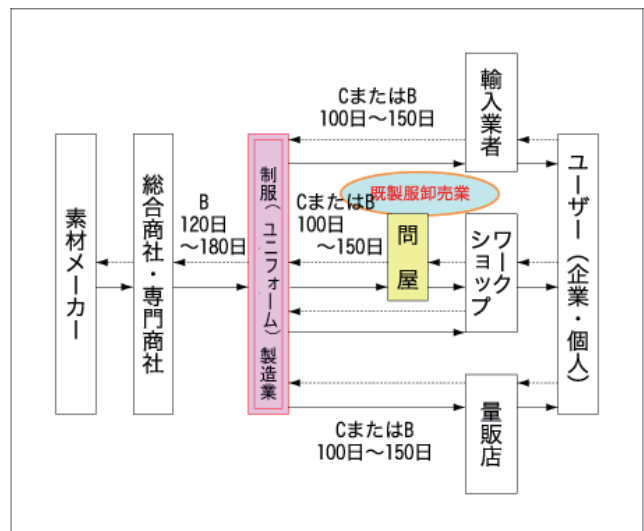 素材メーカー
総合商社・専門商社
B
120日
～180日
制服（ユニフォーム）製造業
CまたはB
100日～150日
輸入業者
既製服卸売業
CまたはB
100日
～150日
問屋
ワーク
ショップ
CまたはB
100日～150日
量販店
ユーザー（企業・個人）